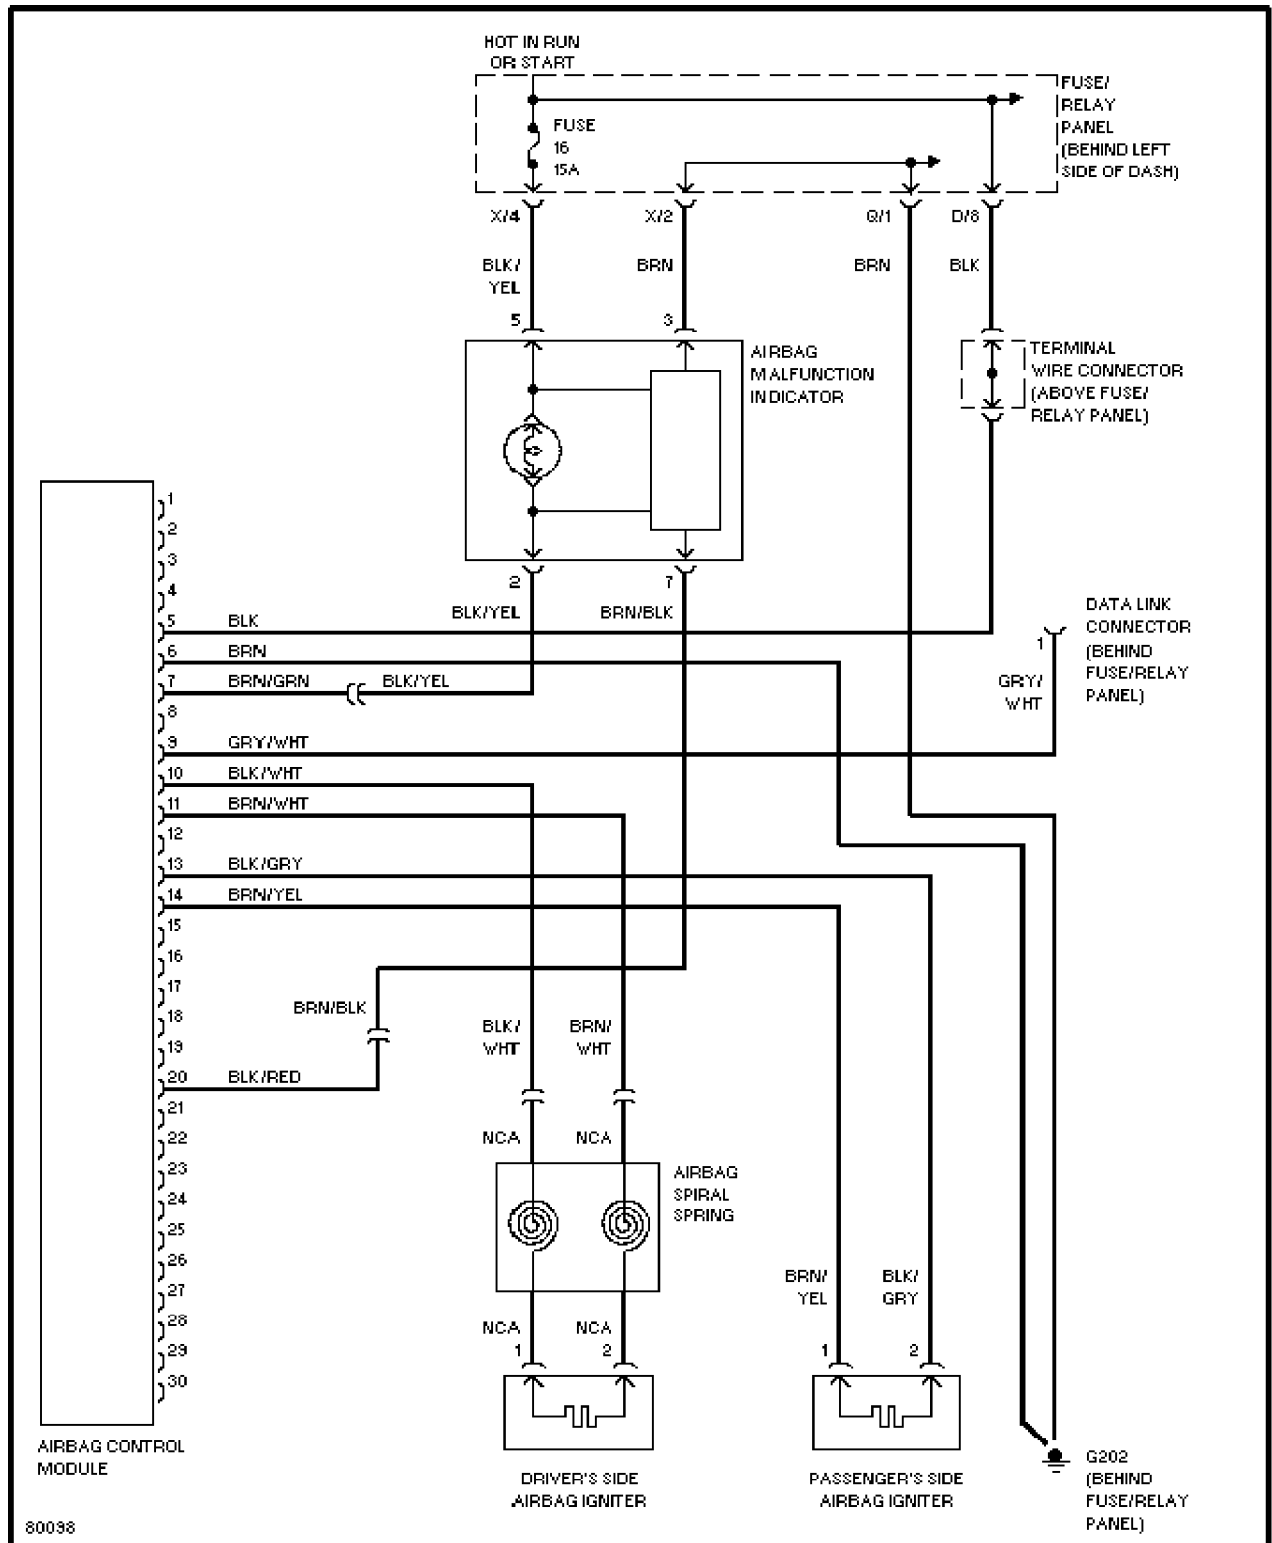 HOT IN RUN
OR START
FUSE/
RELAY
PANEL
(BEHIND LEFT
SIDE OF DASH)
FUSE
16
15A
X/4
X/2
Q/1
D/8
BLK/
YEL
BRN
BRN
BLK
5
3
AIRBAG
MALFUNCTION
INDICATOR
TERMINAL
WIRE CONNECTOR
(ABOVE FUSE/
RELAY PANEL)
2
7
BLK/YEL
BRN/BLK
DATA LINK
CONNECTOR
(BEHIND
FUSE/RELAY
PANEL)
1
GRY/
WHT
1
2
3
4
5 BLK
6 BRN
7 BRN/GRN BLK/YEL
8
9 GRY/WHT
10 BLK/WHT
11 BRN/WHT
12
13 BLK/GRY
14 BRN/YEL
15
16
17
18
19
20 BLK/RED
21
22
23
24
25
26
27
28
29
30
BRN/BLK
BLK/
WHT
BRN/
WHT
NCA
NCA
AIRBAG
SPIRAL
SPRING
BRN/
YEL
BLK/
GRY
NCA
NCA
1
2
1
2
AIRBAG CONTROL
MODULE
DRIVER'S SIDE
AIRBAG IGNITER
PASSENGER'S SIDE
AIRBAG IGNITER
G202
(BEHIND
FUSE/RELAY
PANEL)
80098